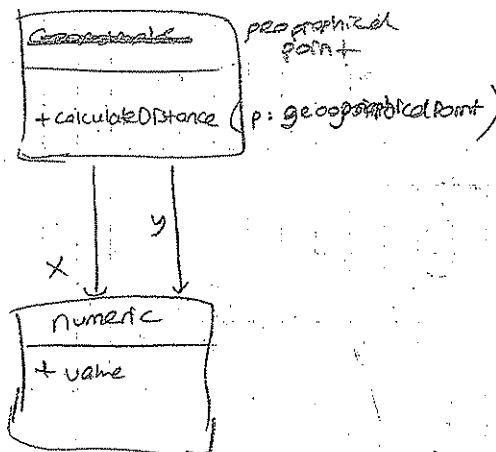 geographical
point
+ calculateDistance (p: geographicalPoint)
x
y
numeric
+ value